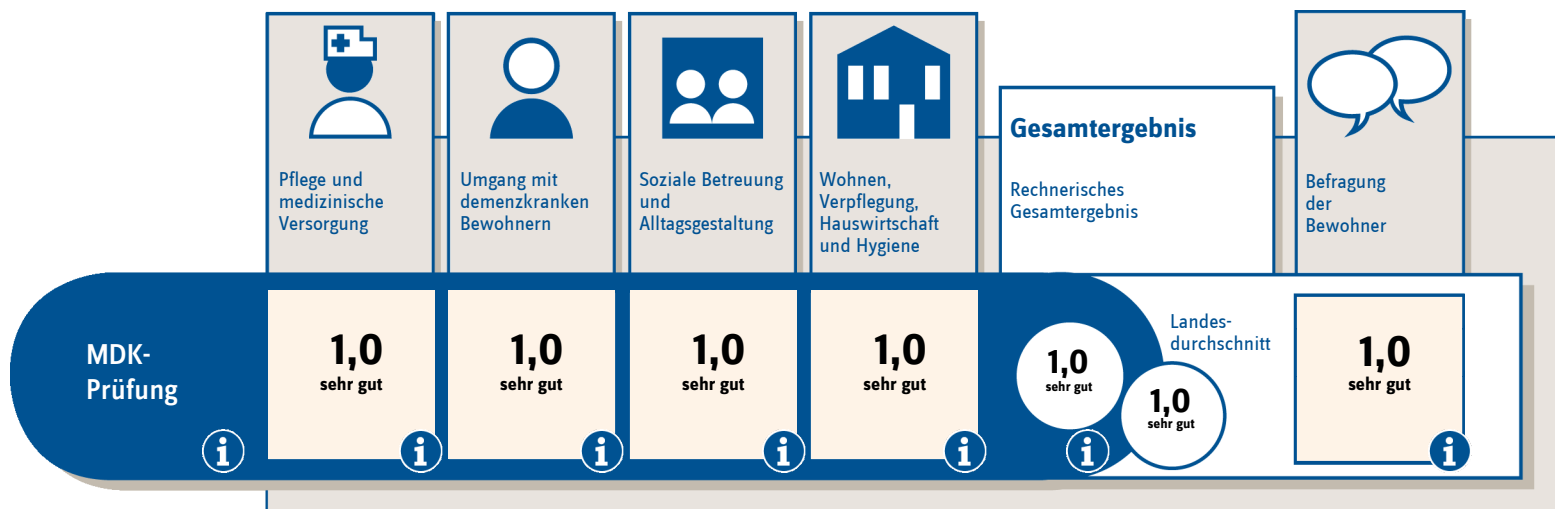 Pflege und
medizinische
Versorgung
Umgang mit
demenzkranken
Bewohnern
Soziale Betreuung
und
Alltagsgestaltung
Wohnen,
Verpflegung,
Hauswirtschaft
und Hygiene
Gesamtergebnis
Rechnerisches
Gesamtergebnis
Befragung
der
Bewohner
MDK-
Prüfung
i
1,0
sehr gut
i
1,0
sehr gut
i
1,0
sehr gut
i
1,0
sehr gut
i
1,0
sehr gut
i
Landes-
durchschnitt
1,0
sehr gut
1,0
sehr gut
i